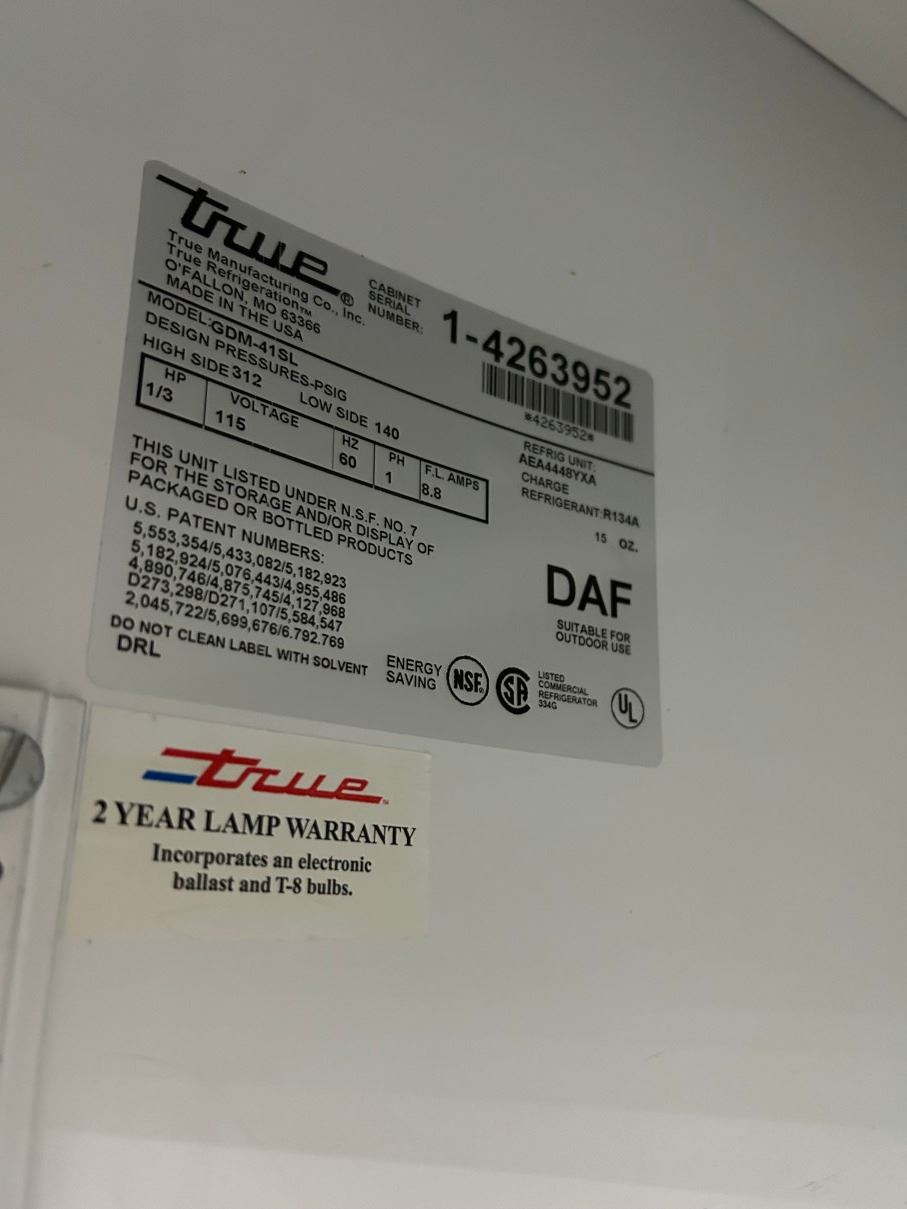 true®
True Manufacturing Co., Inc.
True Refrigeration™
O'FALLON, MO 63366
MADE IN THE USA
CABINET
SERIAL
NUMBER:
1-4263952
*4263952*
MODEL:GDM-41SL
DESIGN PRESSURES-PSIG
HIGH SIDE 312 LOW SIDE 140
HP VOLTAGE HZ PH F.L. AMPS
1/3 115 60 1 8.8
REFRIG UNIT:
AEA4448YXA
CHARGE
REFRIGERANT:R134A
15 OZ.
THIS UNIT LISTED UNDER N.S.F. NO. 7
FOR THE STORAGE AND/OR DISPLAY OF
PACKAGED OR BOTTLED PRODUCTS
U.S. PATENT NUMBERS:
5,553,354/5,433,082/5,182,923
5,182,924/5,076,443/4,955,486
4,890,746/4,875,745/4,127,968
D273,298/D271,107/5,584,547
2,045,722/5,699,676/6.792.769
DO NOT CLEAN LABEL WITH SOLVENT
DRL
DAF
SUITABLE FOR
OUTDOOR USE
ENERGY
SAVING
NSF®
SA
LISTED
COMMERCIAL
REFRIGERATOR
334G
UL
true™
2 YEAR LAMP WARRANTY
Incorporates an electronic
ballast and T-8 bulbs.